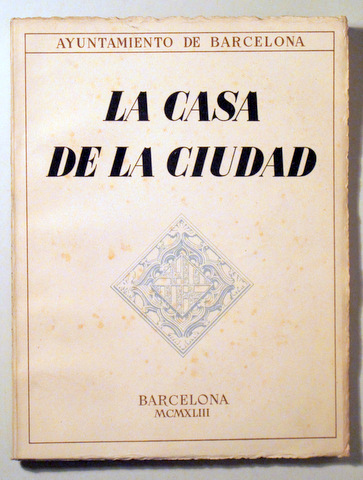 AYUNTAMIENTO DE BARCELONA
LA CASA
DE LA CIUDAD
BARCELONA
MCMXLIII